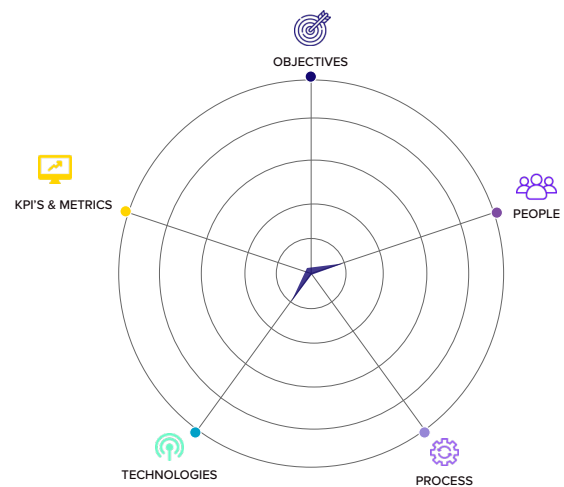 OBJECTIVES
KPI'S & METRICS
PEOPLE
TECHNOLOGIES
PROCESS